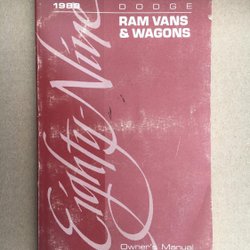 1989 DODGE
RAM VANS
& WAGONS
Eighty-Nine
Owner's Manual